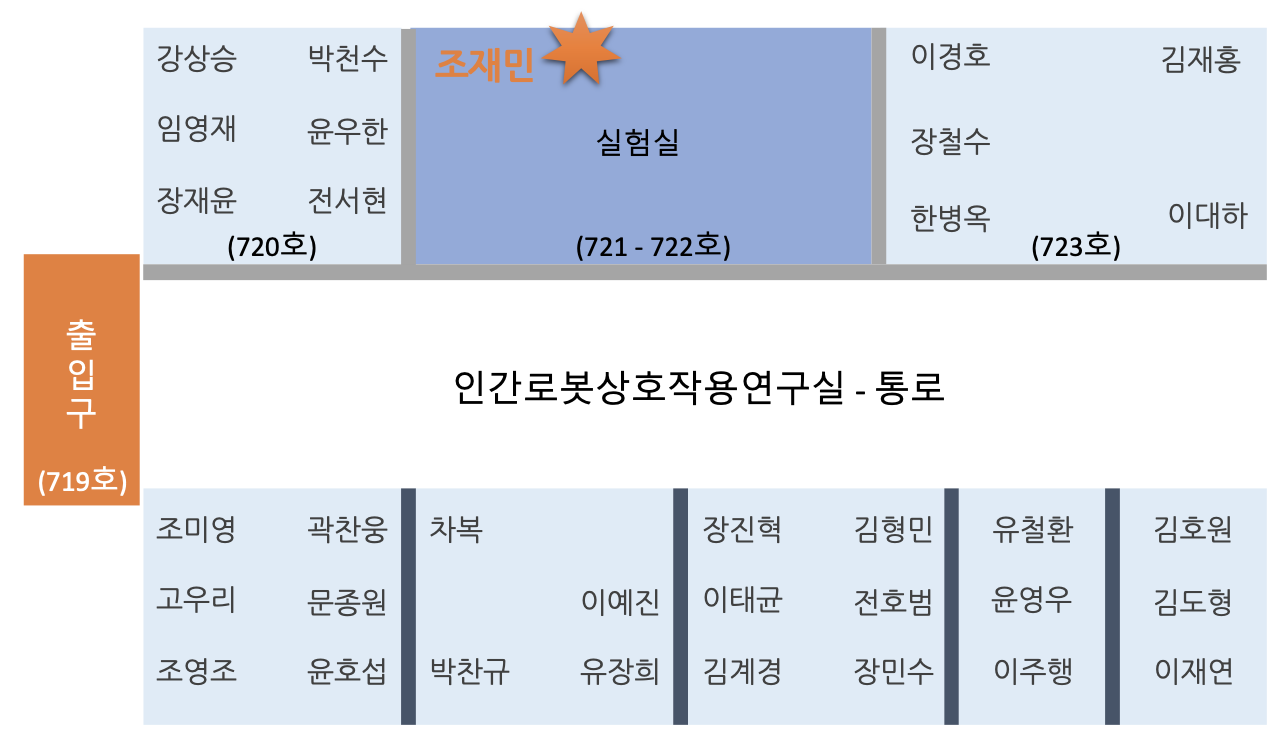 강상승 박천수
임영재 윤우한
장재윤 전서현
(720호)
조재민
실험실
(721 - 722호)
이경호 김재홍
장철수
한병옥 이대하
(723호)
출
입
구
(719호)
인간로봇상호작용연구실 - 통로
조미영 곽찬웅
고우리 문종원
조영조 윤호섭
차복
이예진
박찬규 유장희
장진혁 김형민
이태균 전호범
김계경 장민수
유철환
윤영우
이주행
김호원
김도형
이재연